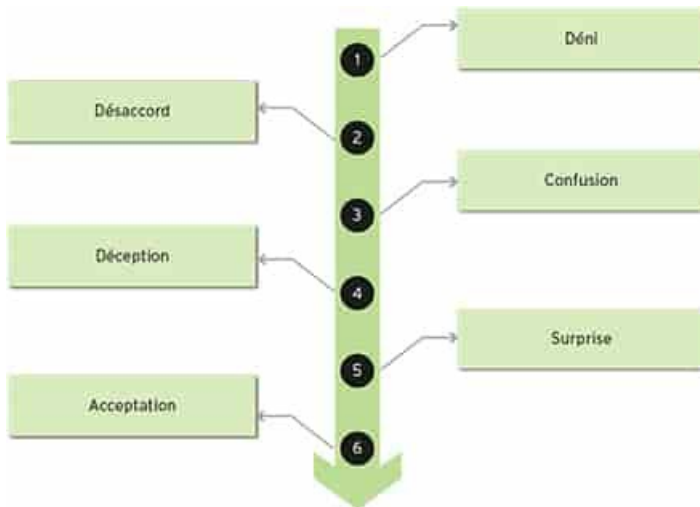 1
Déni
2
Désaccord
3
Confusion
4
Déception
5
Surprise
6
Acceptation